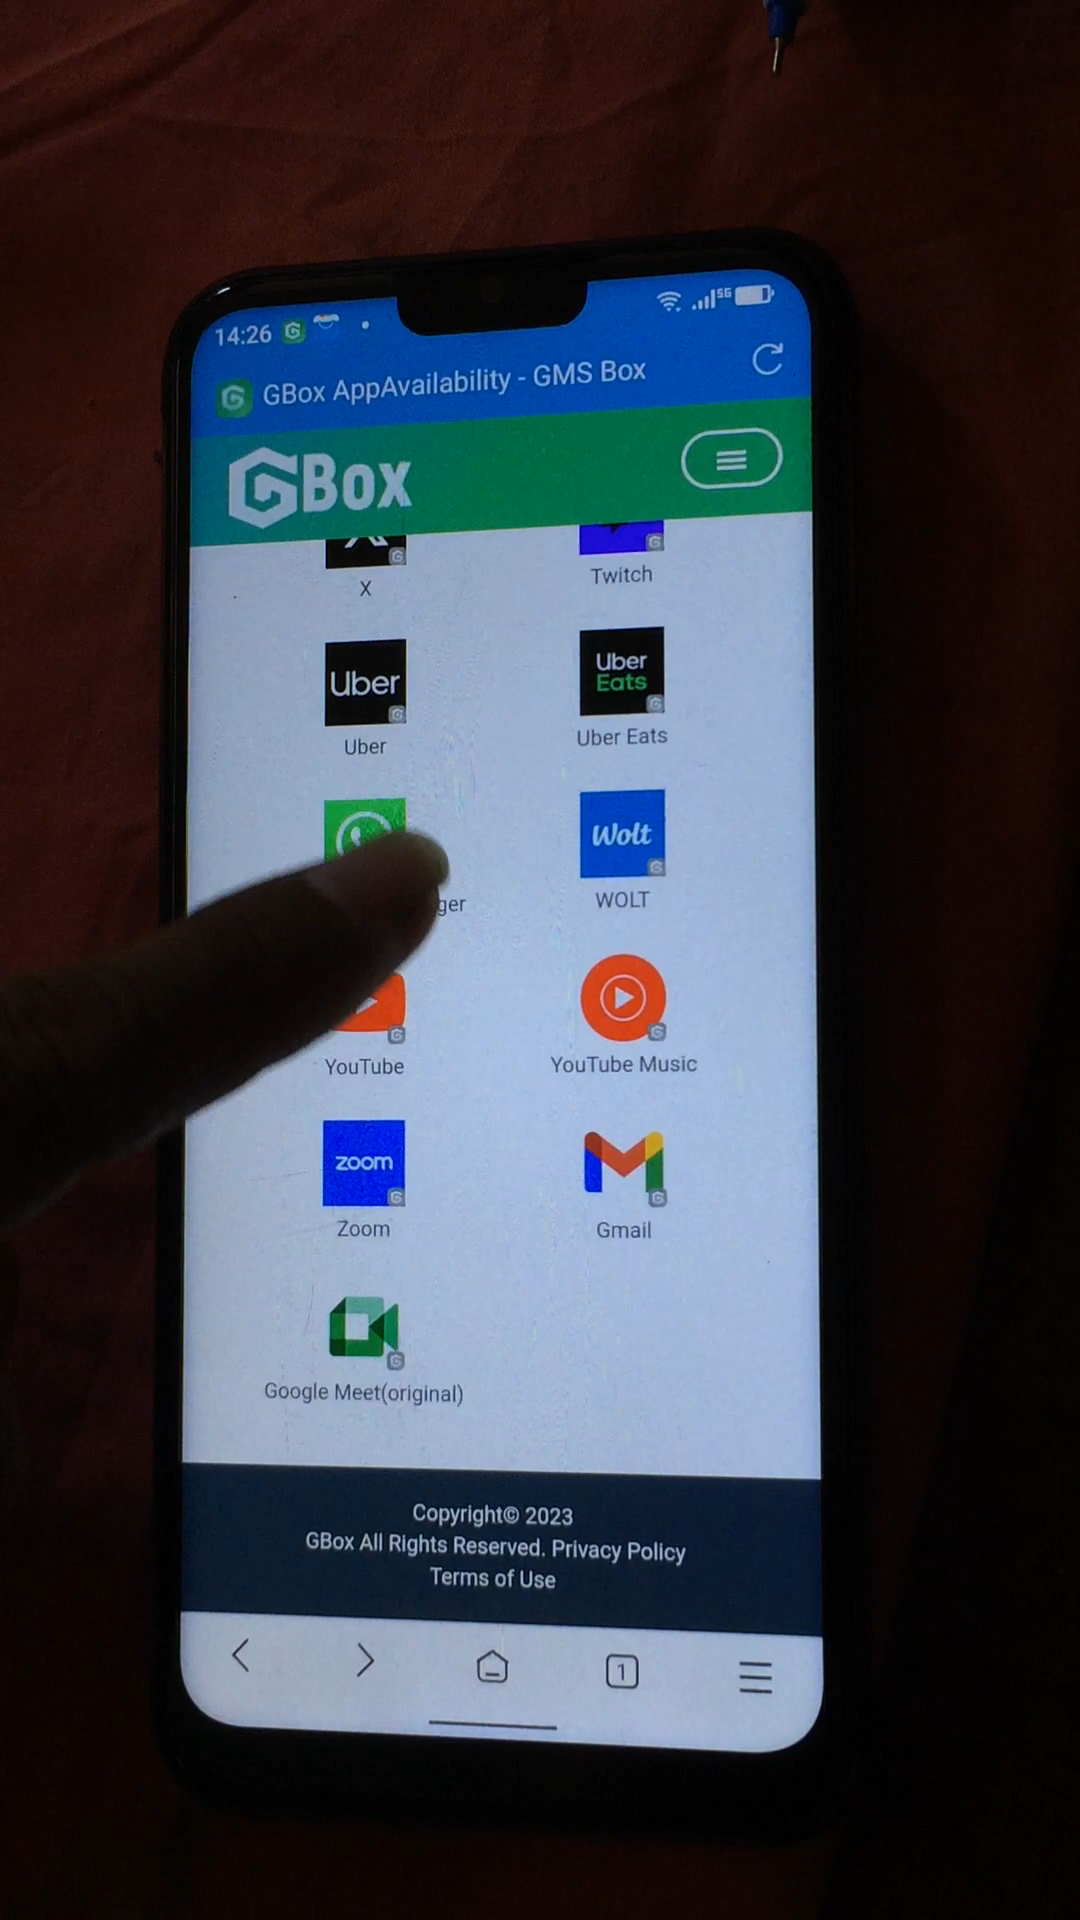 14:26
5G
GBox AppAvailability - GMS Box
GBox
X
Twitch
Uber
Uber
Eats
Uber
Uber Eats
Wolt
WOLT
YouTube
YouTube Music
zoom
Zoom
Gmail
Google Meet(original)
Copyright© 2023
GBox All Rights Reserved. Privacy Policy
Terms of Use
1